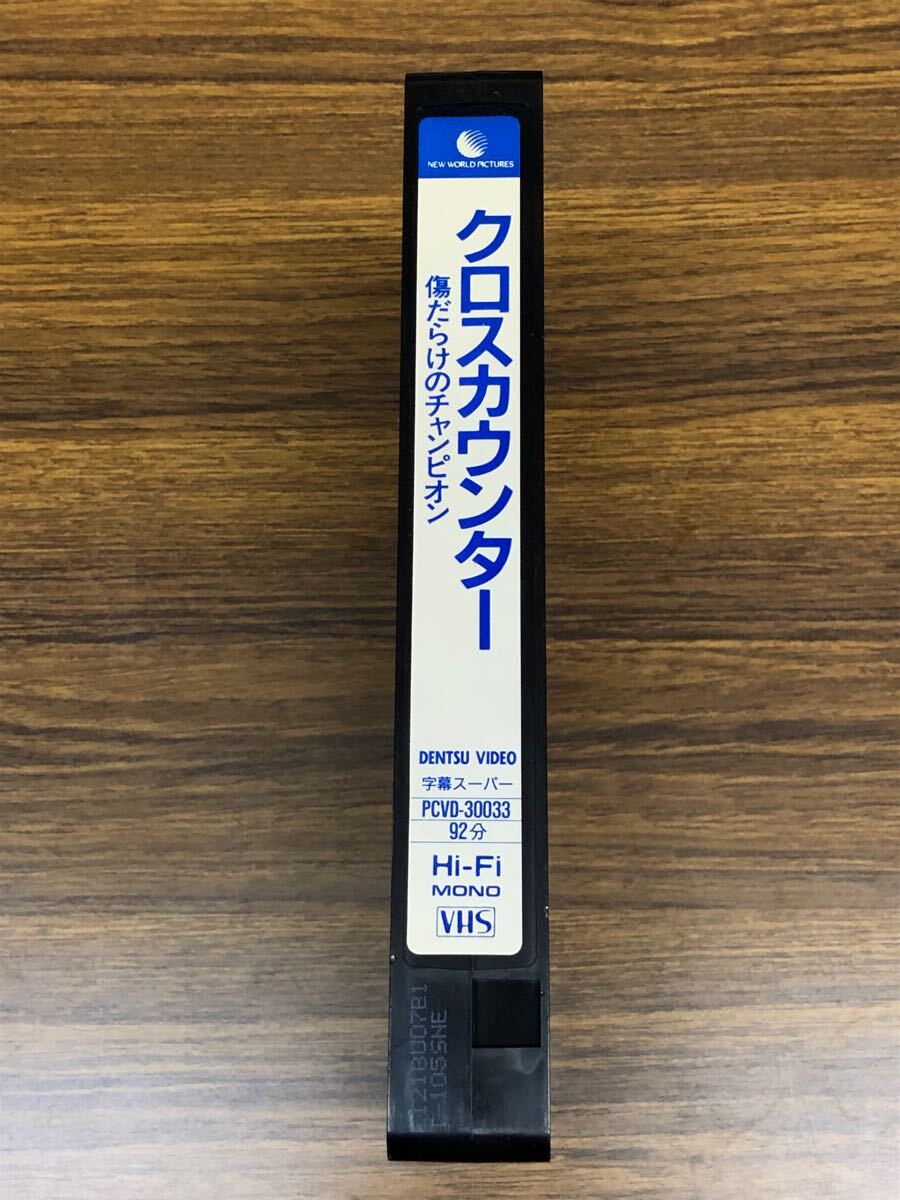 NEW WORLD PICTURES
クロスカウンター
傷だらけのチャンピオン
DENTSU VIDEO
字幕スーパー
PCVD-30033
92分
Hi-Fi
MONO
VHS